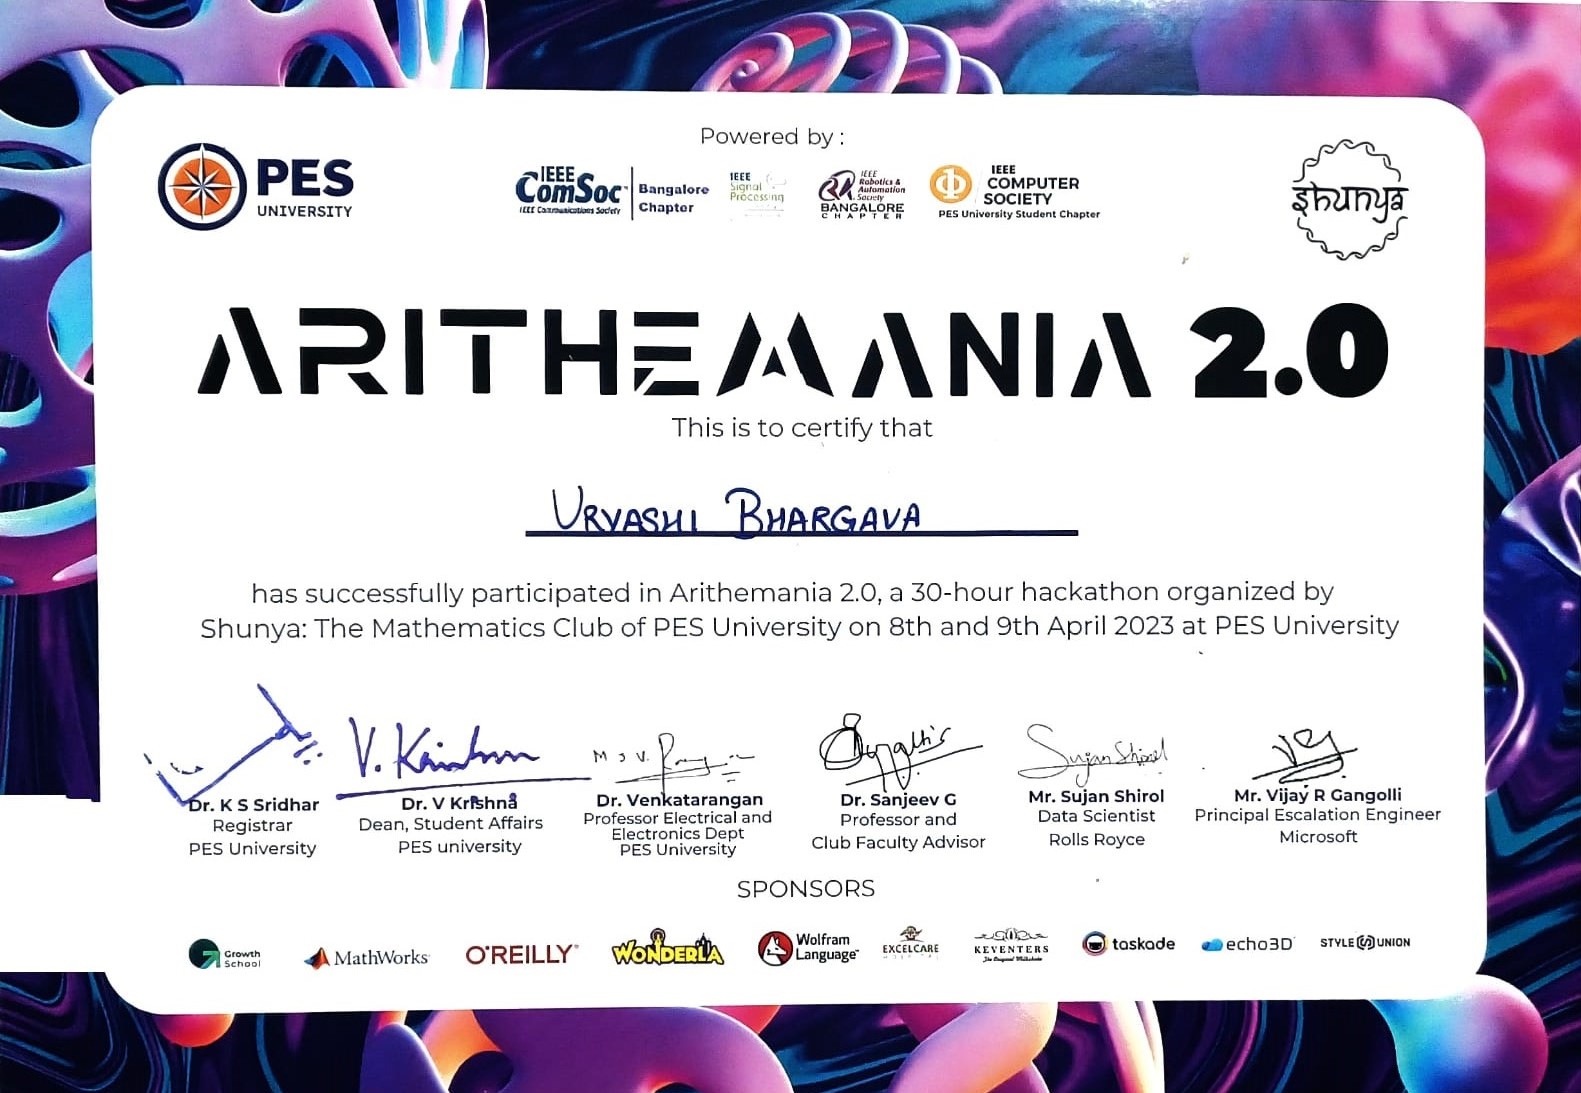 Powered by :
PES
UNIVERSITY
IEEE
ComSoc
IEEE Communications Society
Bangalore
Chapter
IEEE
Signal
Processing
IEEE
Robotics &
Automation
Society
BANGALORE
CHAPTER
IEEE
COMPUTER
SOCIETY
PES University Student Chapter
shunya
ARITHEMANIA 2.0
This is to certify that
URVASHI BHARGAVA
has successfully participated in Arithemania 2.0, a 30-hour hackathon organized by
Shunya: The Mathematics Club of PES University on 8th and 9th April 2023 at PES University
V. Krishna
M S V.
Sujan Shirol
Dr. K S Sridhar
Registrar
PES University
Dr. V Krishna
Dean, Student Affairs
PES university
Dr. Venkatarangan
Professor Electrical and
Electronics Dept
PES University
Dr. Sanjeev G
Professor and
Club Faculty Advisor
Mr. Sujan Shirol
Data Scientist
Rolls Royce
Mr. Vijay R Gangolli
Principal Escalation Engineer
Microsoft
SPONSORS
Growth
School
MathWorks
O'REILLY
WONDERLA
Wolfram
Language
EXCELCARE
KEVENTERS
The Original Milkshake
taskade
echo3D
STYLE UNION